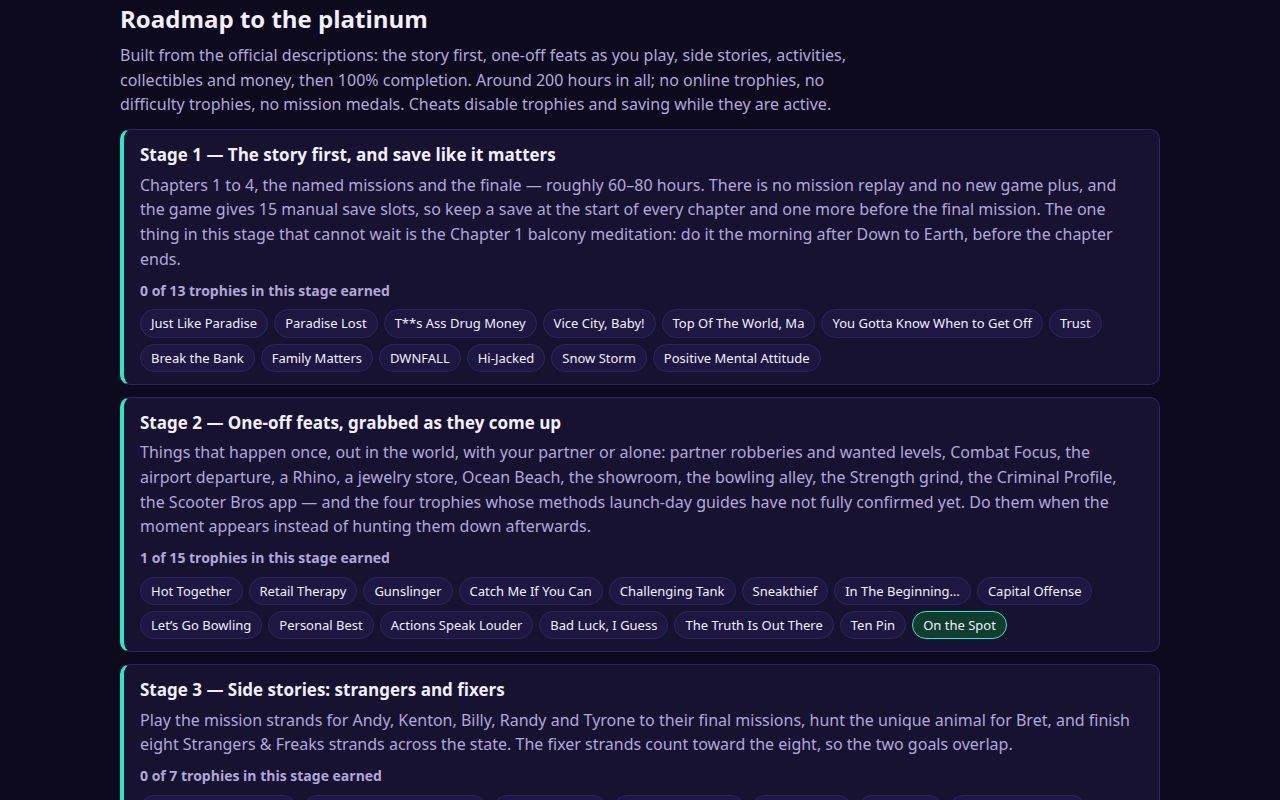 Roadmap to the platinum
Built from the official descriptions: the story first, one-off feats as you play, side stories, activities,
collectibles and money, then 100% completion. Around 200 hours in all; no online trophies, no
difficulty trophies, no mission medals. Cheats disable trophies and saving while they are active.
Stage 1 — The story first, and save like it matters
Chapters 1 to 4, the named missions and the finale — roughly 60–80 hours. There is no mission replay and no new game plus, and
the game gives 15 manual save slots, so keep a save at the start of every chapter and one more before the final mission. The one
thing in this stage that cannot wait is the Chapter 1 balcony meditation: do it the morning after Down to Earth, before the chapter
ends.
0 of 13 trophies in this stage earned
Just Like Paradise Paradise Lost T**s Ass Drug Money Vice City, Baby! Top Of The World, Ma You Gotta Know When to Get Off Trust
Break the Bank Family Matters DWNFALL Hi-Jacked Snow Storm Positive Mental Attitude
Stage 2 — One-off feats, grabbed as they come up
Things that happen once, out in the world, with your partner or alone: partner robberies and wanted levels, Combat Focus, the
airport departure, a Rhino, a jewelry store, Ocean Beach, the showroom, the bowling alley, the Strength grind, the Criminal Profile,
the Scooter Bros app — and the four trophies whose methods launch-day guides have not fully confirmed yet. Do them when the
moment appears instead of hunting them down afterwards.
1 of 15 trophies in this stage earned
Hot Together Retail Therapy Gunslinger Catch Me If You Can Challenging Tank Sneakthief In The Beginning... Capital Offense
Let's Go Bowling Personal Best Actions Speak Louder Bad Luck, I Guess The Truth Is Out There Ten Pin On the Spot
Stage 3 — Side stories: strangers and fixers
Play the mission strands for Andy, Kenton, Billy, Randy and Tyrone to their final missions, hunt the unique animal for Bret, and finish
eight Strangers & Freaks strands across the state. The fixer strands count toward the eight, so the two goals overlap.
0 of 7 trophies in this stage earned